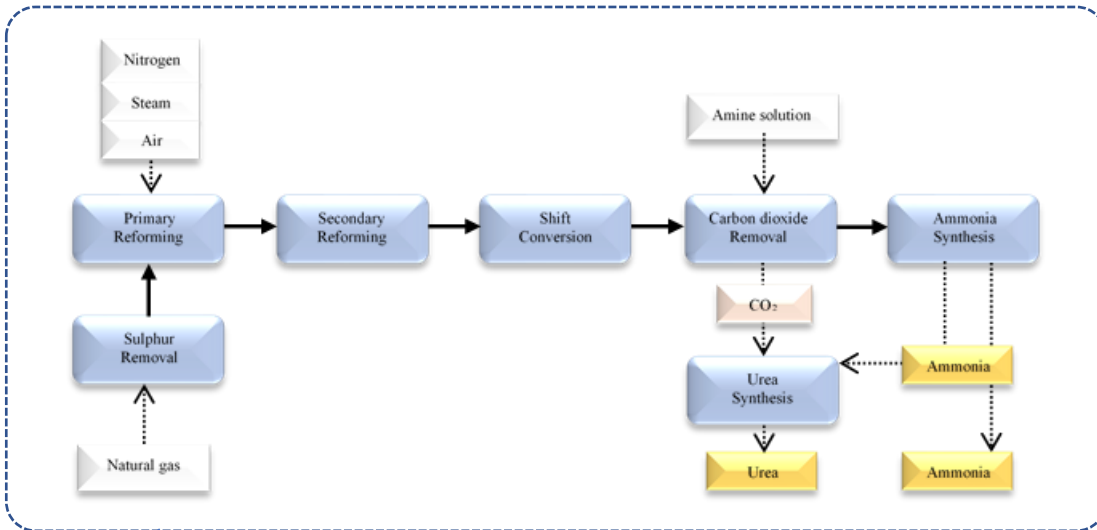 Nitrogen
Steam
Air
Amine solution
Primary
Reforming
Secondary
Reforming
Shift
Conversion
Carbon dioxide
Removal
Ammonia
Synthesis
CO₂
Sulphur
Removal
Urea
Synthesis
Ammonia
Natural gas
Urea
Ammonia